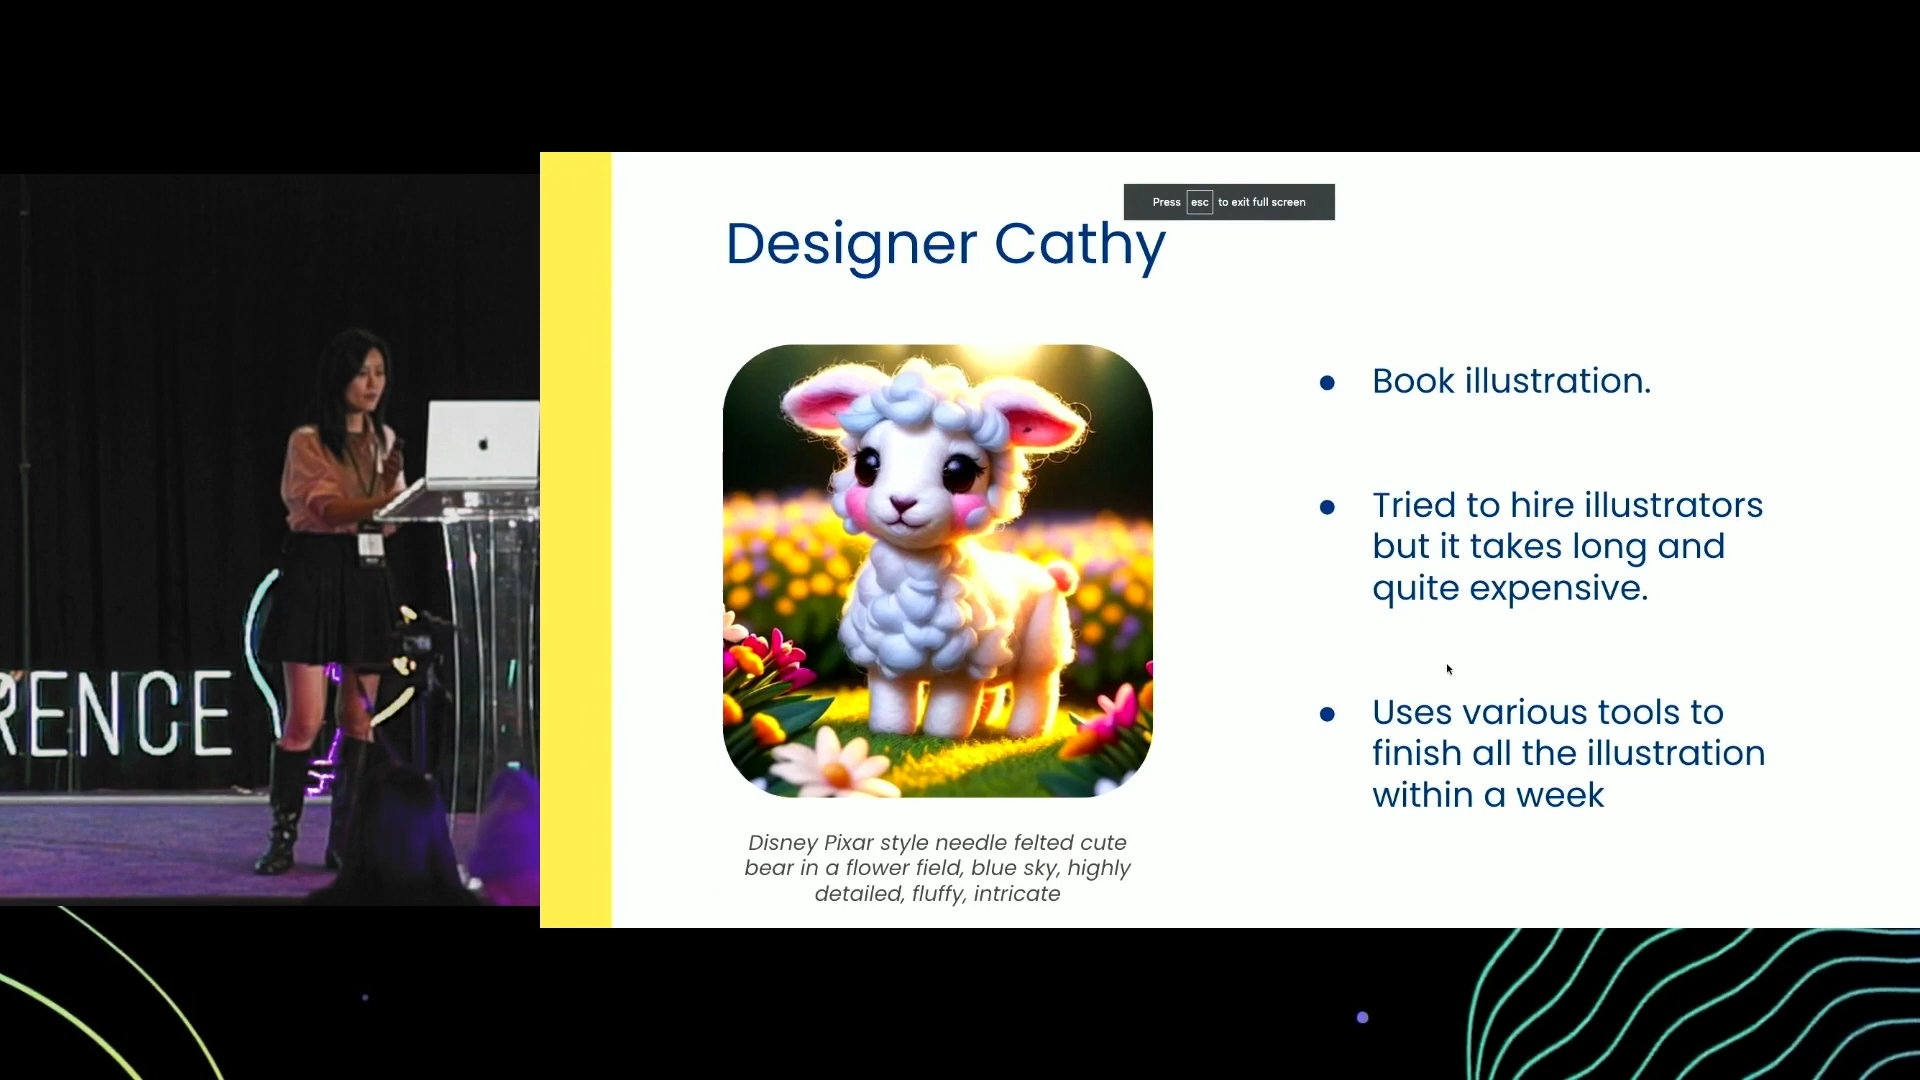 Press esc to exit full screen
Designer Cathy
● Book illustration.
● Tried to hire illustrators
but it takes long and
quite expensive.
● Uses various tools to
finish all the illustration
within a week
Disney Pixar style needle felted cute
bear in a flower field, blue sky, highly
detailed, fluffy, intricate
RENCE